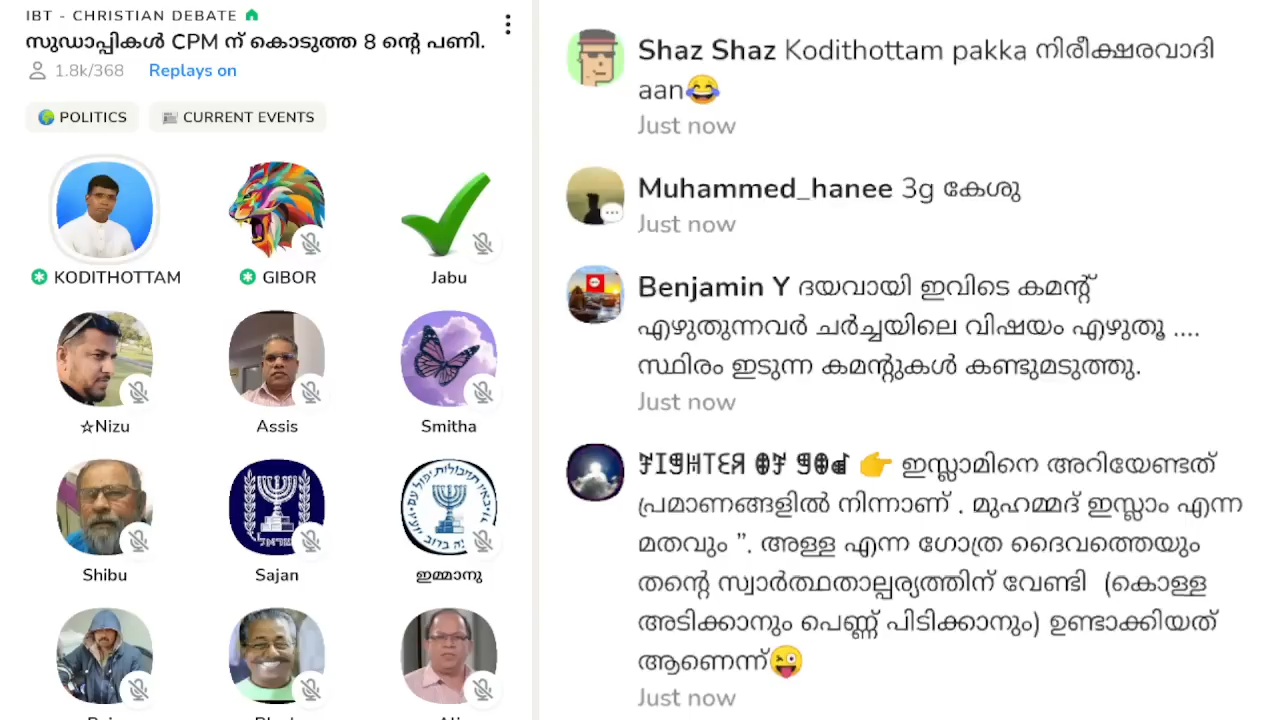 IBT - CHRISTIAN DEBATE
സുഡാപ്പികൾ CPM ന് കൊടുത്ത 8 ന്റെ പണി.
1.8k/368 Replays on
POLITICS CURRENT EVENTS
KODITHOTTAM GIBOR Jabu
☆Nizu Assis Smitha
Shibu Sajan ഇമ്മാനു
Shaz Shaz Kodithottam pakka നിരീക്ഷരവാദി
aan😂
Just now
Muhammed_hanee 3g കേശു
Just now
Benjamin Y ദയവായി ഇവിടെ കമന്റ്
എഴുതുന്നവർ ചർച്ചയിലെ വിഷയം എഴുതൂ ....
സ്ഥിരം ഇടുന്ന കമന്റുകൾ കണ്ടുമടുത്തു.
Just now
FIGHTER OF GOD 👉 ഇസ്ലാമിനെ അറിയേണ്ടത്
പ്രമാണങ്ങളിൽ നിന്നാണ് . മുഹമ്മദ് ഇസ്ലാം എന്ന
മതവും ”. അള്ള എന്ന ഗോത്ര ദൈവത്തെയും
തന്റെ സ്വാർത്ഥതാല്പര്യത്തിന് വേണ്ടി (കൊള്ള
അടിക്കാനും പെണ്ണ് പിടിക്കാനും) ഉണ്ടാക്കിയത്
ആണെന്ന്😜
Just now